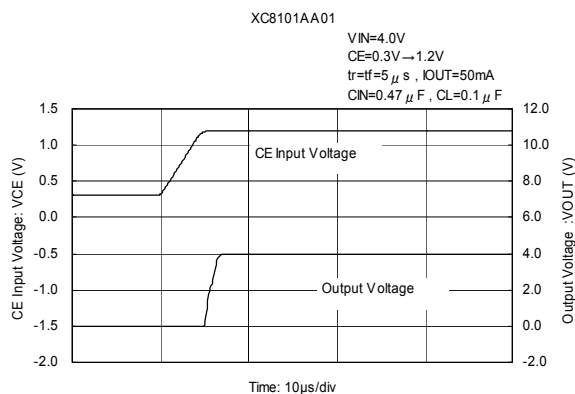 XC8101AA01
VIN=4.0V
CE=0.3V→1.2V
tr=tf=5μs , IOUT=50mA
CIN=0.47μF , CL=0.1μF
CE Input Voltage: VCE (V)
1.5
1.0
0.5
0.0
-0.5
-1.0
-1.5
-2.0
CE Input Voltage
Output Voltage
12.0
10.0
8.0
6.0
4.0
2.0
0.0
-2.0
Output Voltage :VOUT (V)
Time: 10μs/div